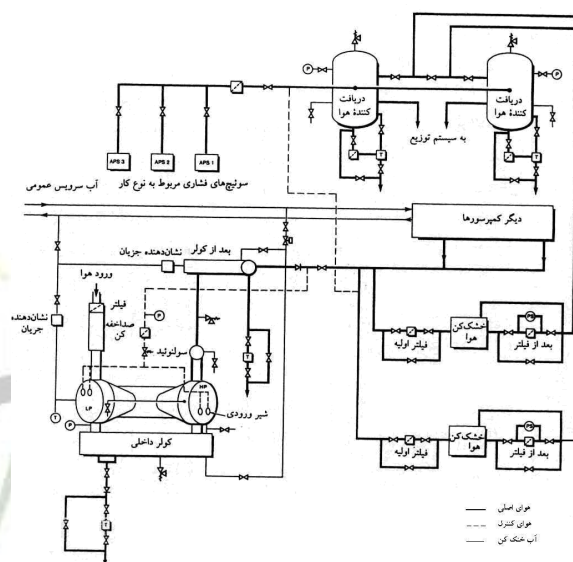 P
P
دریافت
کنندهٔ هوا
دریافت
کنندهٔ هوا
T
T
به سیستم توزیع
APS 3
APS 2
APS 1
سوئیچ‌های فشاری مربوط به نوع کار
آب سرویس عمومی
دیگر کمپرسورها
بعد از کولر
نشان‌دهنده جریان
ورود هوا
فیلتر
صداخفه
کن
نشان‌دهنده
جریان
P
سولنوئید
T
LP
HP
شیر ورودی
T
P
کولر داخلی
T
فیلتر اولیه
خشک‌کن
هوا
PS
بعد از فیلتر
فیلتر اولیه
خشک‌کن
هوا
PS
بعد از فیلتر
هوای اصلی
هوای کنترل
آب خنک کن